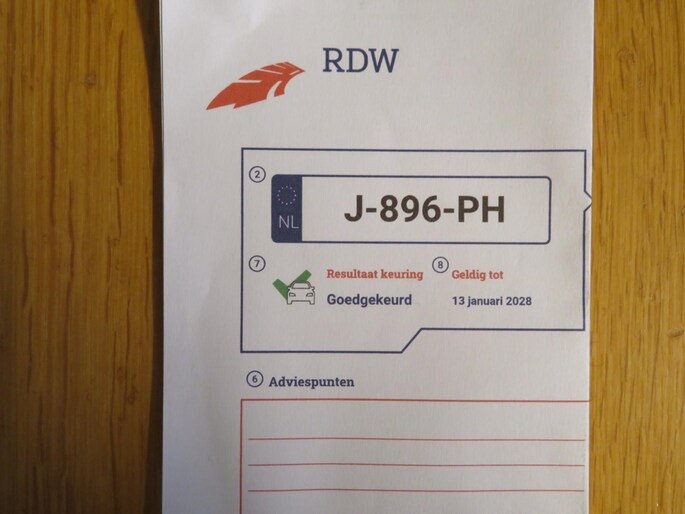 RDW
2
NL
J-896-PH
7
Resultaat keuring
8
Geldig tot
Goedgekeurd
13 januari 2028
6
Adviespunten